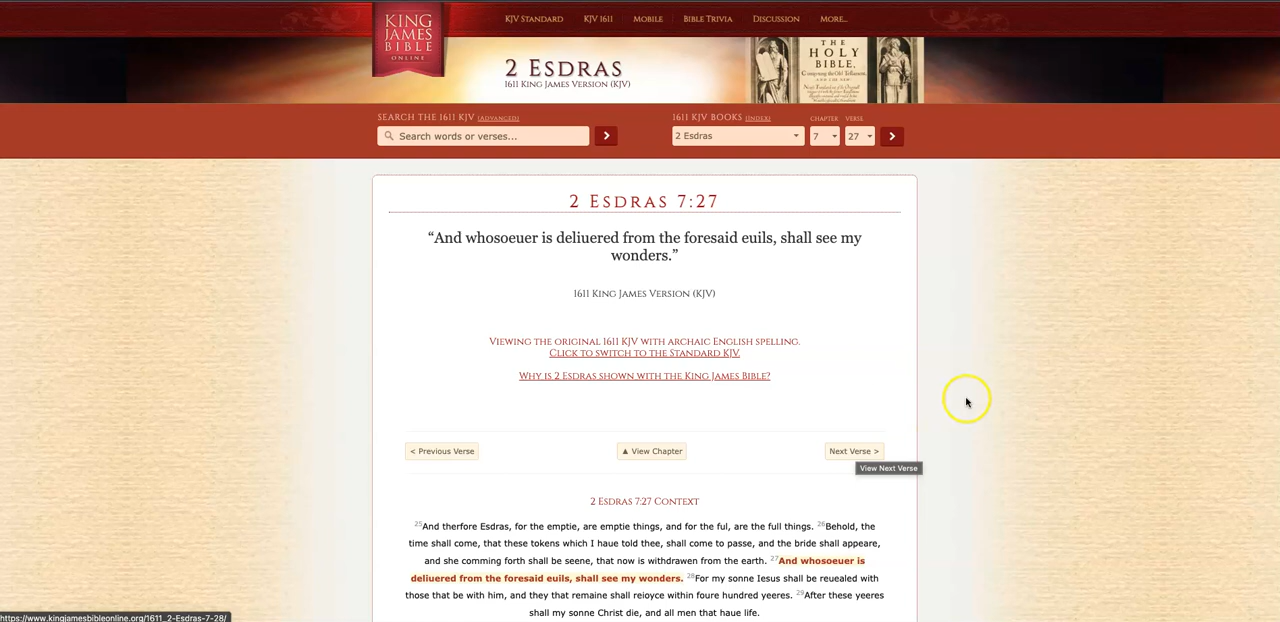 KING
JAMES
BIBLE
ONLINE
KJV STANDARD KJV 1611 MOBILE BIBLE TRIVIA DISCUSSION MORE...
2 ESDRAS
1611 KING JAMES VERSION (KJV)
THE
HOLY
BIBLE,
SEARCH THE 1611 KJV (ADVANCED)
Search words or verses...
1611 KJV BOOKS (INDEX) CHAPTER VERSE
2 Esdras 7 27
2 ESDRAS 7:27
“And whosoeuer is deliuered from the foresaid euils, shall see my
wonders.”
1611 KING JAMES VERSION (KJV)
VIEWING THE ORIGINAL 1611 KJV WITH ARCHAIC ENGLISH SPELLING.
CLICK TO SWITCH TO THE STANDARD KJV.
WHY IS 2 ESDRAS SHOWN WITH THE KING JAMES BIBLE?
< Previous Verse ▲ View Chapter Next Verse >
View Next Verse
2 ESDRAS 7:27 CONTEXT
25And therfore Esdras, for the emptie, are emptie things, and for the ful, are the full things. 26Behold, the
time shall come, that these tokens which I haue told thee, shall come to passe, and the bride shall appeare,
and she comming forth shall be seene, that now is withdrawen from the earth. 27And whosoeuer is
deliuered from the foresaid euils, shall see my wonders. 28For my sonne Iesus shall be reuealed with
those that be with him, and they that remaine shall reioyce within foure hundred yeeres. 29After these yeeres
shall my sonne Christ die, and all men that haue life.
https://www.kingjamesbibleonline.org/1611_2-Esdras-7-28/